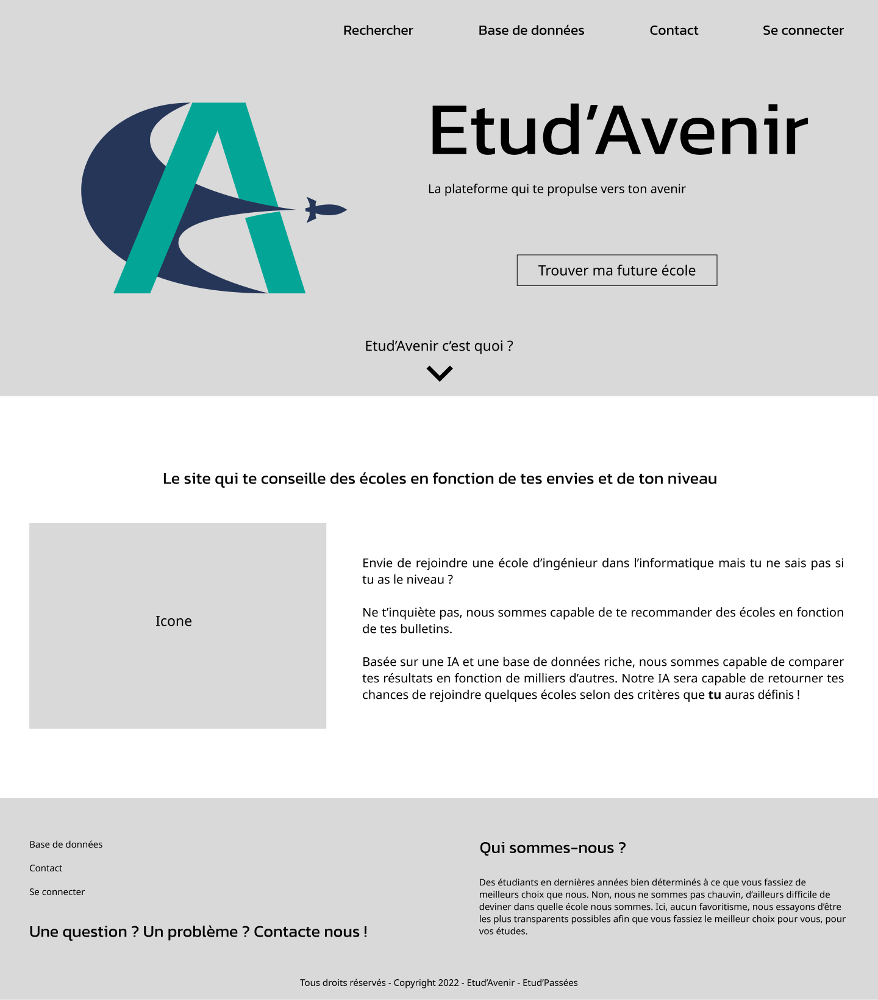 Rechercher Base de données Contact Se connecter
Etud’Avenir
La plateforme qui te propulse vers ton avenir
Trouver ma future école
Etud’Avenir c’est quoi ?
Le site qui te conseille des écoles en fonction de tes envies et de ton niveau
Icone
Envie de rejoindre une école d’ingénieur dans l’informatique mais tu ne sais pas si
tu as le niveau ?
Ne t’inquiète pas, nous sommes capable de te recommander des écoles en fonction
de tes bulletins.
Basée sur une IA et une base de données riche, nous sommes capable de comparer
tes résultats en fonction de milliers d’autres. Notre IA sera capable de retourner tes
chances de rejoindre quelques écoles selon des critères que tu auras définis !
Base de données
Contact
Se connecter
Une question ? Un problème ? Contacte nous !
Qui sommes-nous ?
Des étudiants en dernières années bien déterminés à ce que vous fassiez de
meilleurs choix que nous. Non, nous ne sommes pas chauvin, d’ailleurs difficile de
deviner dans quelle école nous sommes. Ici, aucun favoritisme, nous essayons d’être
les plus transparents possibles afin que vous fassiez le meilleur choix pour vous, pour
vos études.
Tous droits réservés - Copyright 2022 - Etud’Avenir - Etud’Passées